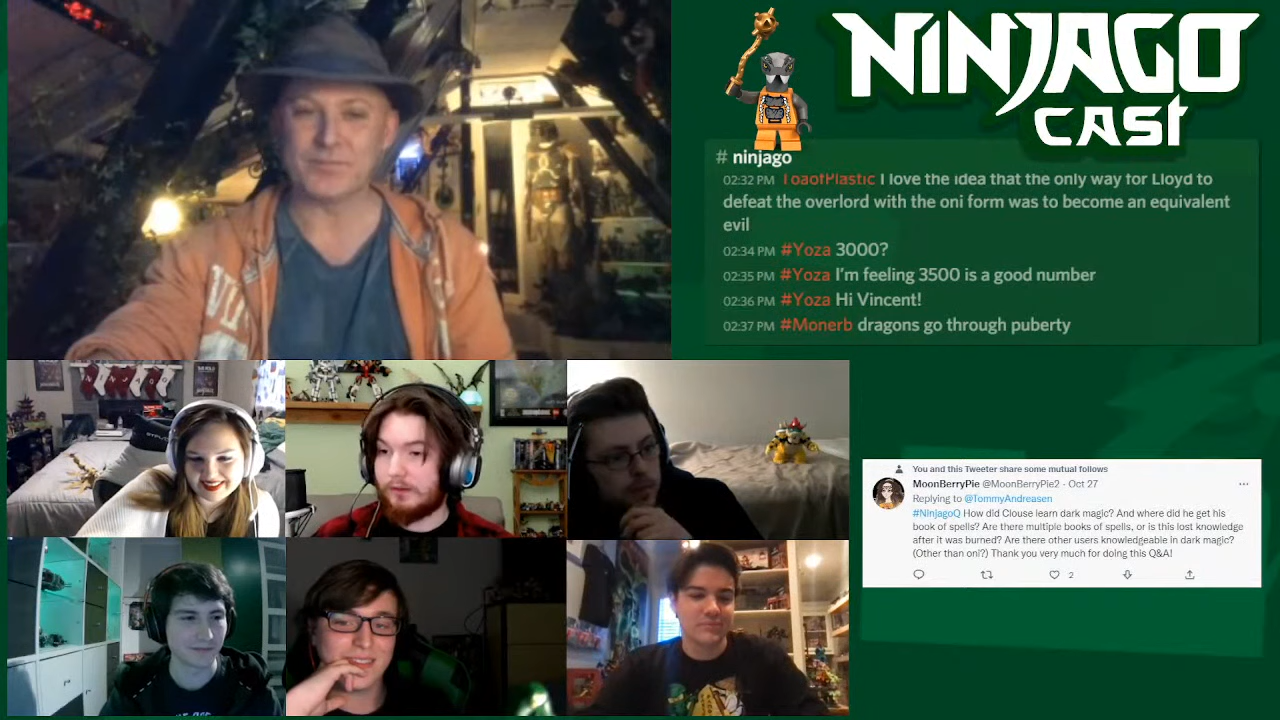 NINJAGO
CAST
# ninjago
02:32 PM ToaofPlastic I love the idea that the only way for Lloyd to
defeat the overlord with the oni form was to become an equivalent
evil
02:34 PM #Yoza 3000?
02:35 PM #Yoza I'm feeling 3500 is a good number
02:36 PM #Yoza Hi Vincent!
02:37 PM #Monerb dragons go through puberty
You and this Tweeter share some mutual follows
MoonBerryPie @MoonBerryPie2 · Oct 27
Replying to @TommyAndreasen
#NinjagoQ How did Clouse learn dark magic? And where did he get his
book of spells? Are there multiple books of spells, or is this lost knowledge
after it was burned? Are there other users knowledgeable in dark magic?
(Other than oni?) Thank you very much for doing this Q&A!
2